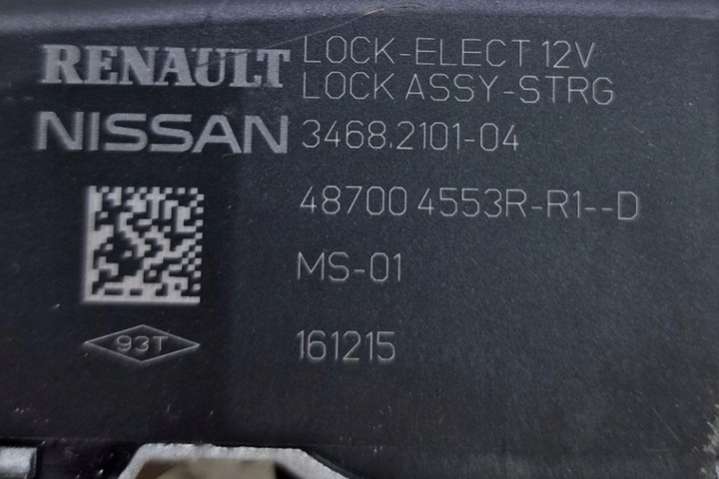 RENAULT LOCK-ELECT 12V
LOCK ASSY-STRG
NISSAN 3468.2101-04
48700 4553R-R1--D
MS-01
93T 161215